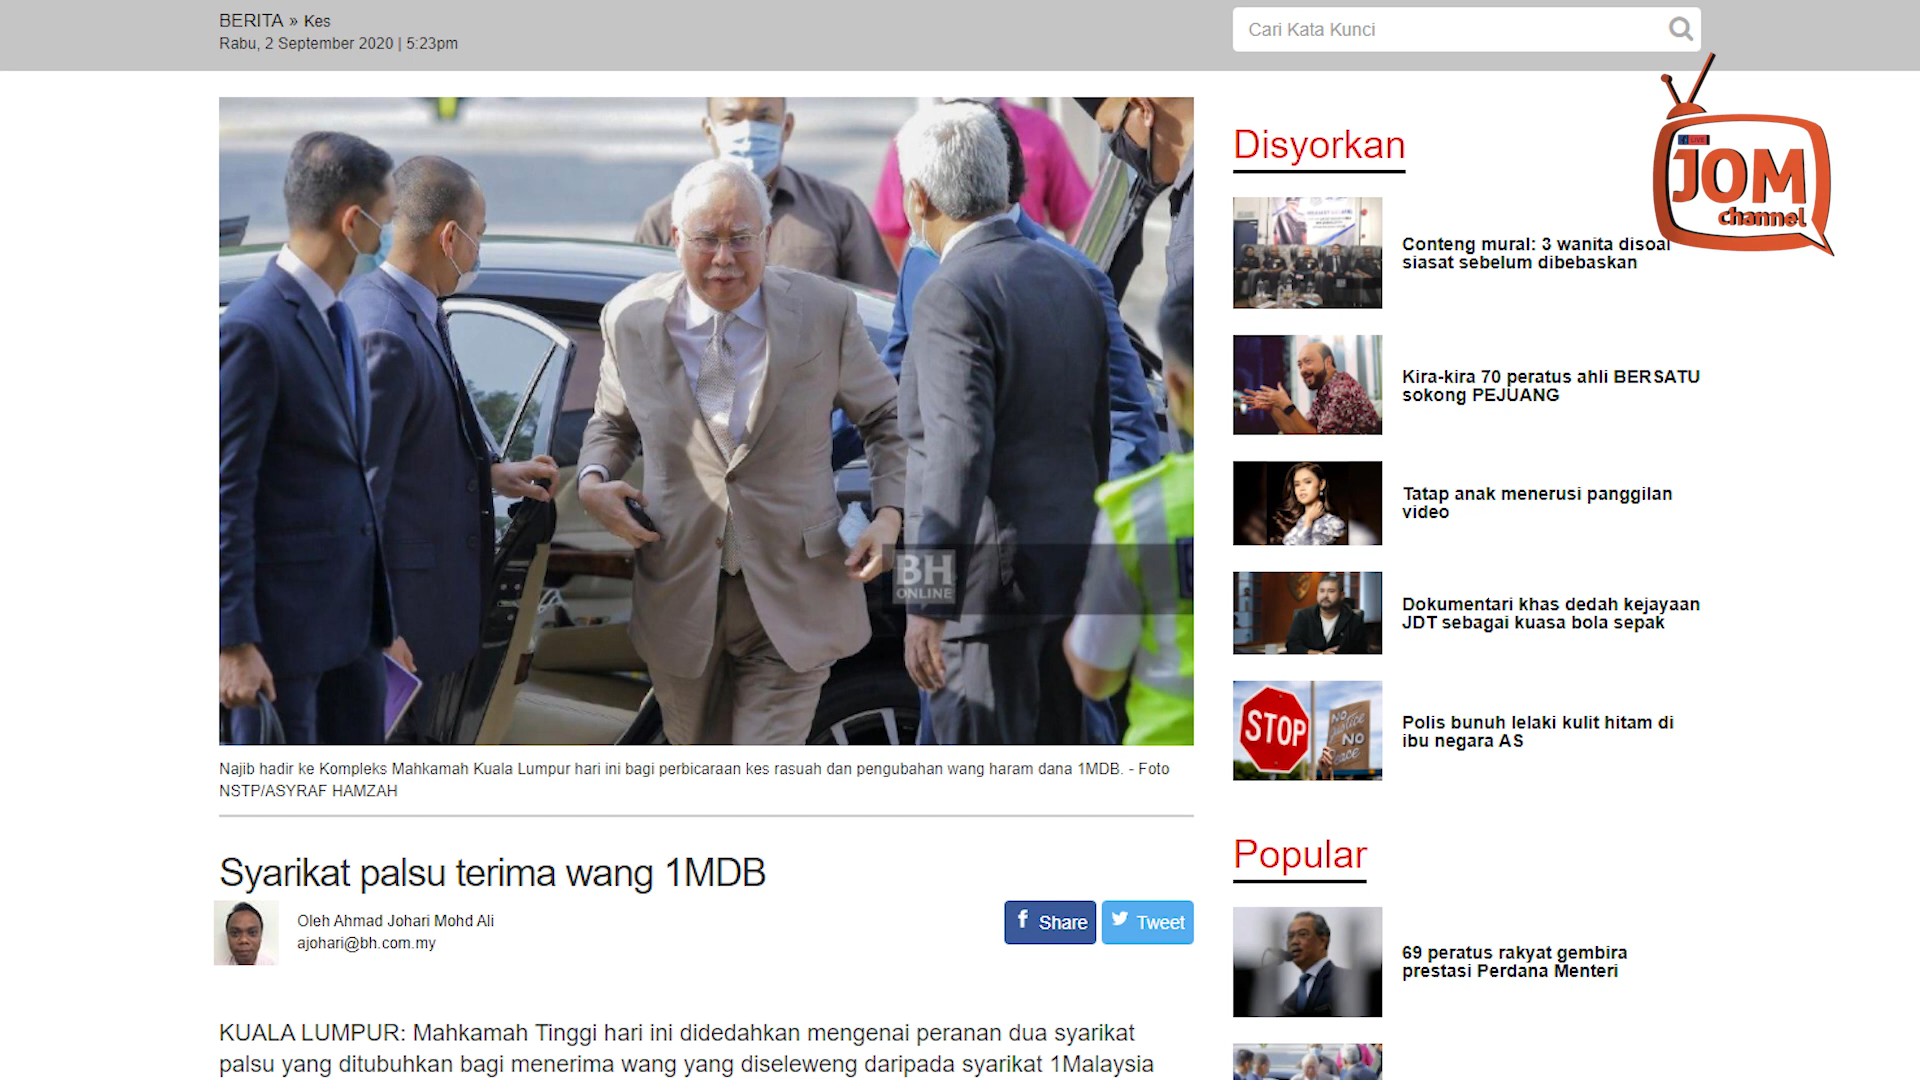 BERITA » Kes
Rabu, 2 September 2020 | 5:23pm
Cari Kata Kunci
LIVE
JOM
channel
BH
ONLINE
Najib hadir ke Kompleks Mahkamah Kuala Lumpur hari ini bagi perbicaraan kes rasuah dan pengubahan wang haram dana 1MDB. - Foto
NSTP/ASYRAF HAMZAH
Syarikat palsu terima wang 1MDB
Oleh Ahmad Johari Mohd Ali
ajohari@bh.com.my
Share
Tweet
KUALA LUMPUR: Mahkamah Tinggi hari ini didedahkan mengenai peranan dua syarikat
palsu yang ditubuhkan bagi menerima wang yang diseleweng daripada syarikat 1Malaysia
Disyorkan
Conteng mural: 3 wanita disoal
siasat sebelum dibebaskan
Kira-kira 70 peratus ahli BERSATU
sokong PEJUANG
Tatap anak menerusi panggilan
video
Dokumentari khas dedah kejayaan
JDT sebagai kuasa bola sepak
STOP
NO
Justice
NO
Peace
Polis bunuh lelaki kulit hitam di
ibu negara AS
Popular
69 peratus rakyat gembira
prestasi Perdana Menteri